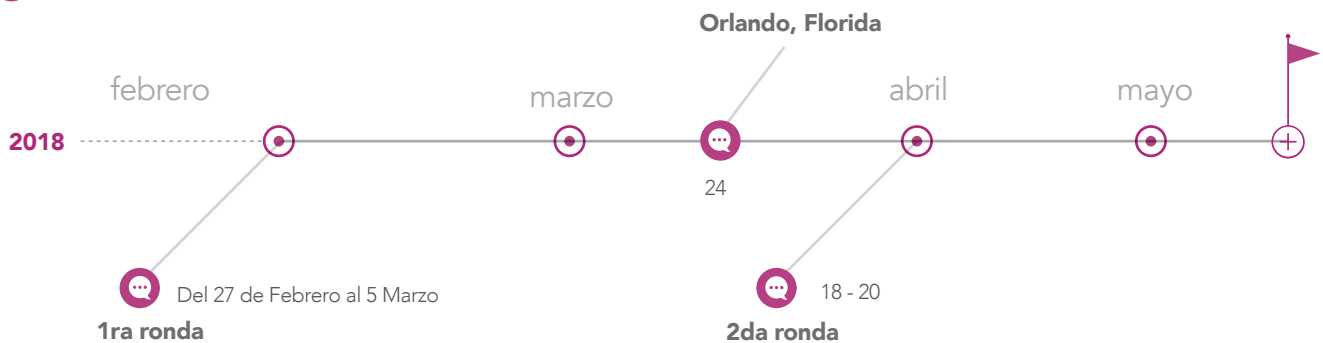 Orlando, Florida
febrero
marzo
abril
mayo
2018
24
Del 27 de Febrero al 5 Marzo
18 - 20
1ra ronda
2da ronda